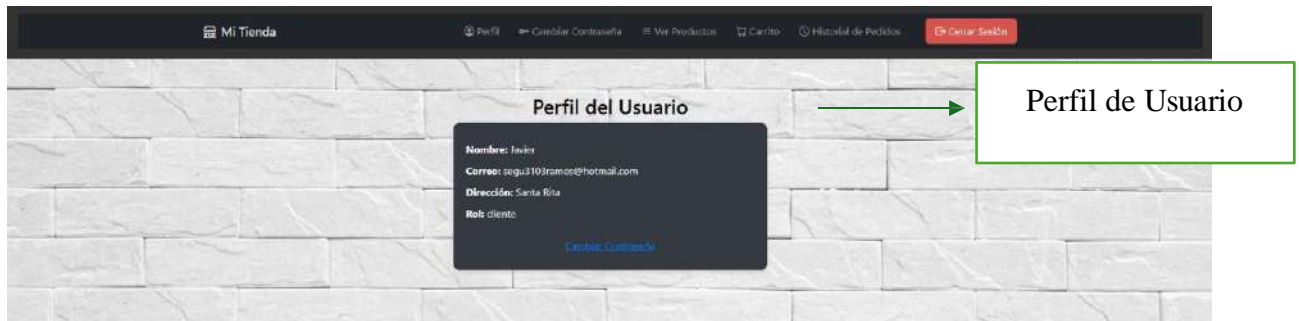 Mi Tienda
Perfil
Cambiar Contraseña
Ver Productos
Carrito
Historial de Pedidos
Cerrar Sesión
Perfil del Usuario
Perfil de Usuario
Nombre: Javier
Correo: segu3103ramos@hotmail.com
Dirección: Santa Rita
Rol: cliente
Cambiar Contraseña